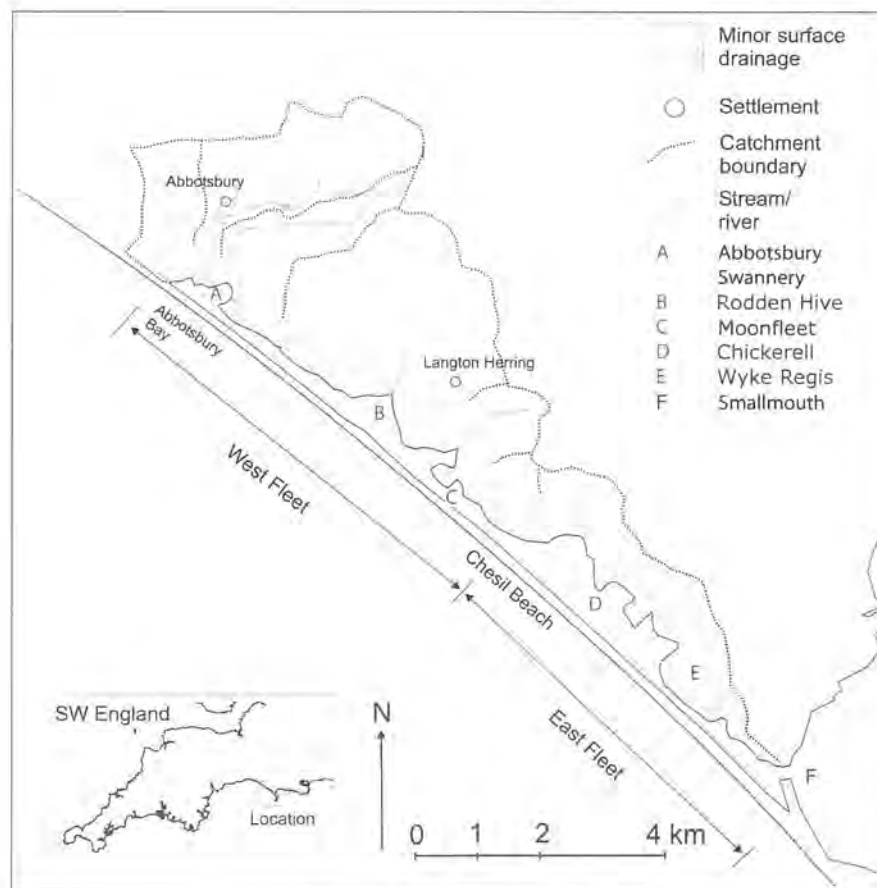 Minor surface
drainage
Settlement
Catchment
boundary
Stream/
river
A Abbotsbury
Swannery
B Rodden Hive
C Moonfleet
D Chickerell
E Wyke Regis
F Smallmouth
Abbotsbury
A
Abbotsbury
Bay
Langton Herring
B
West Fleet
C
Chesil Beach
D
E
East Fleet
F
SW England
Location
N
0 1 2 4 km